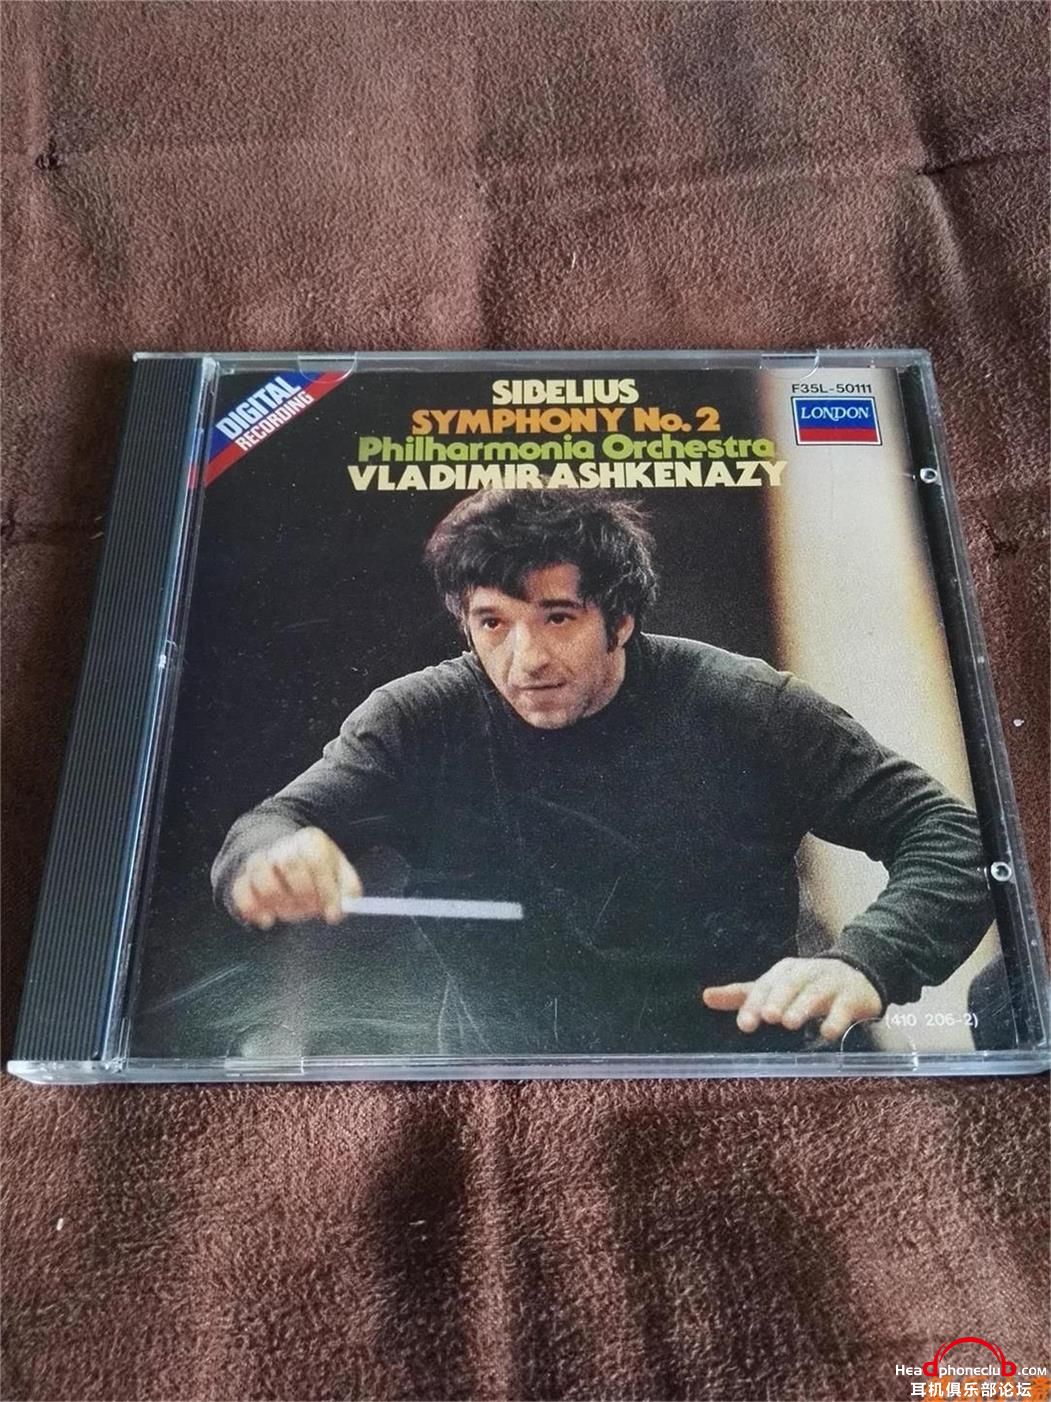 DIGITAL
RECORDING
SIBELIUS
SYMPHONY No. 2
Philharmonia Orchestra
VLADIMIR ASHKENAZY
F35L-50111
LONDON
(410 206-2)
Headphoneclub.com
耳机俱乐部论坛